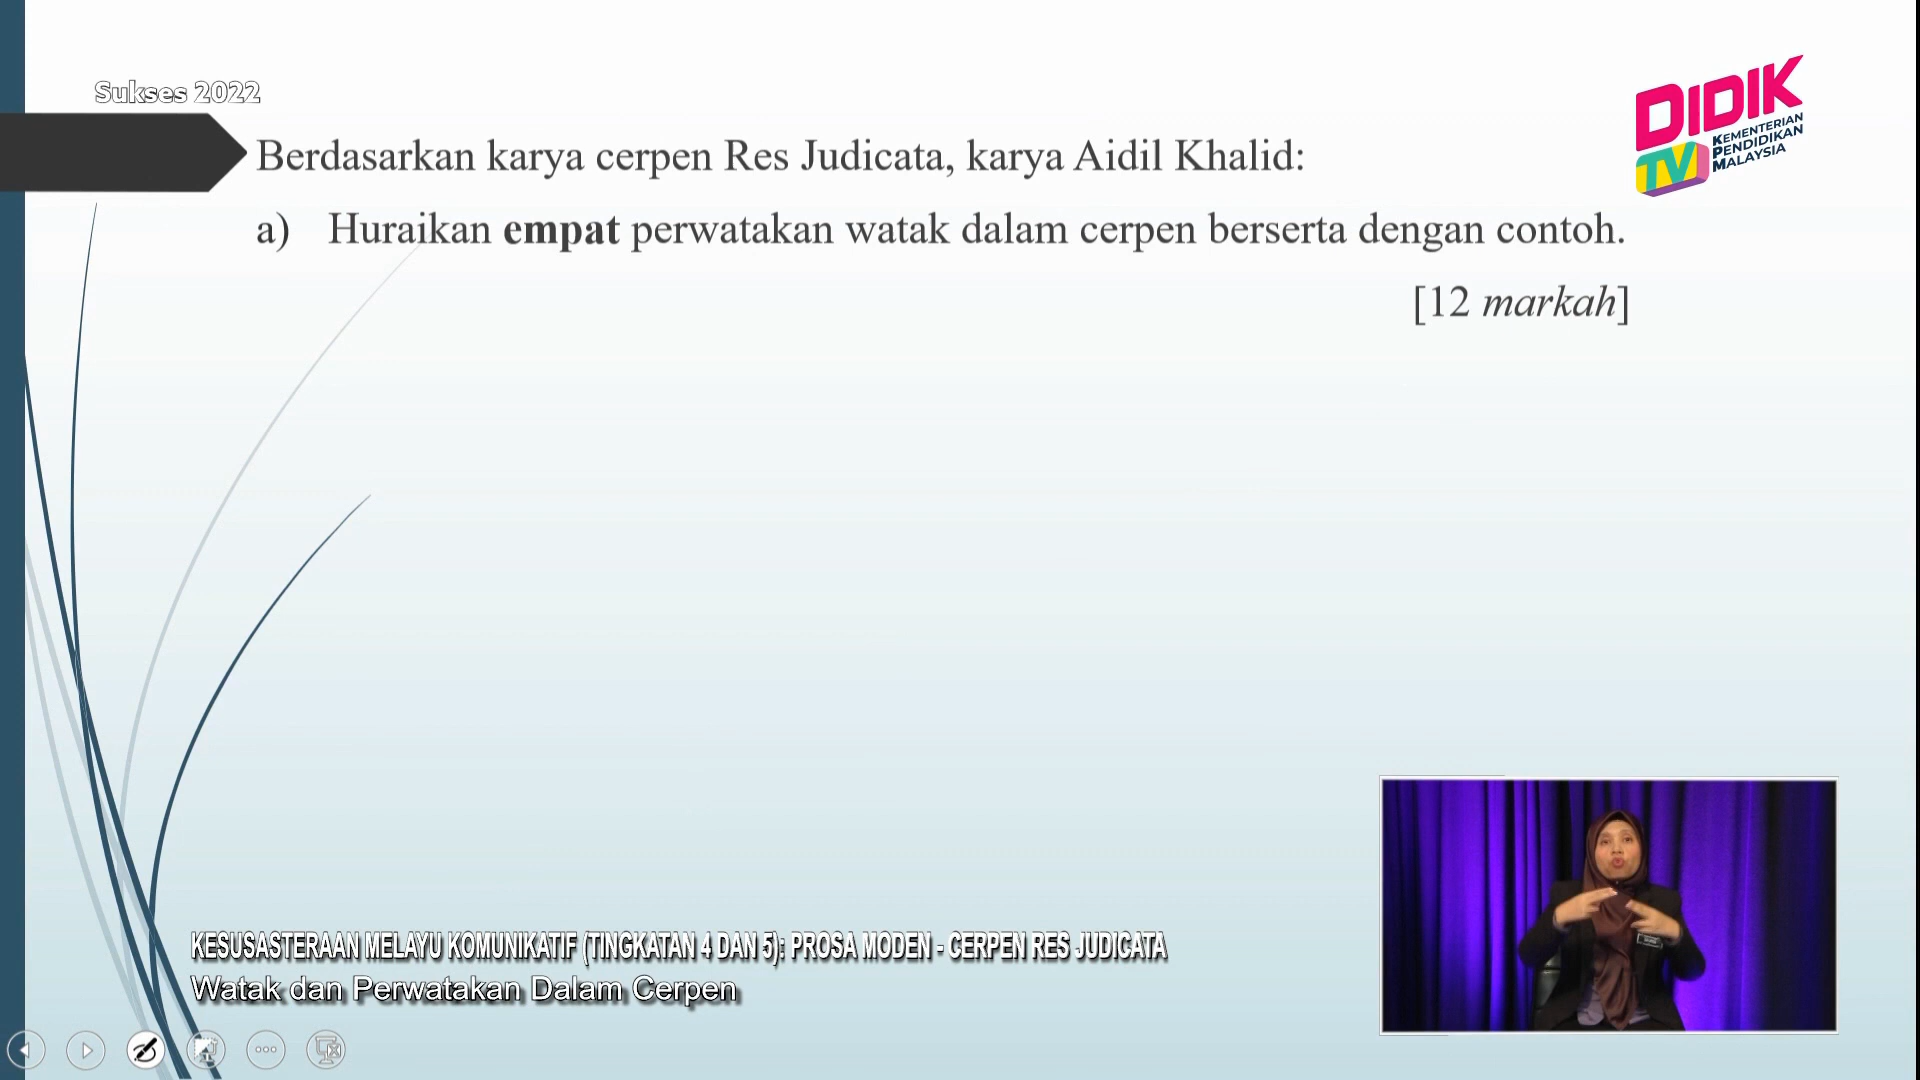 Sukses 2022
DIDIK
TV
KEMENTERIAN
PENDIDIKAN
MALAYSIA
Berdasarkan karya cerpen Res Judicata, karya Aidil Khalid:
a) Huraikan empat perwatakan watak dalam cerpen berserta dengan contoh.
[12 markah]
KESUSASTERAAN MELAYU KOMUNIKATIF (TINGKATAN 4 DAN 5): PROSA MODEN - CERPEN RES JUDICATA
Watak dan Perwatakan Dalam Cerpen